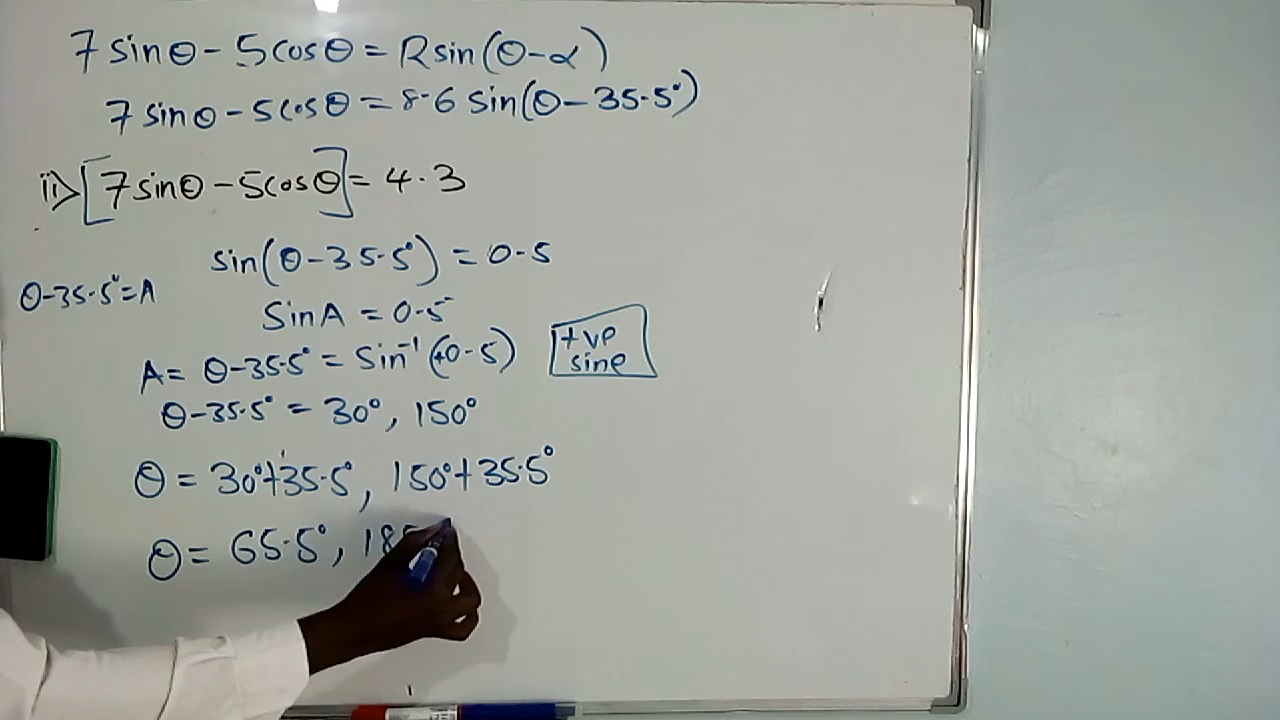 7 sinθ - 5cosθ = R sin(θ-α)
7 sinθ - 5cosθ = 8.6 sin(θ - 35.5°)
ii> [7 sinθ - 5cosθ] = 4.3
sin(θ - 35.5°) = 0.5
θ-35.5° = A
Sin A = 0.5
A = θ-35.5° = Sin⁻¹(+0.5)
+ve sine
θ-35.5° = 30°, 150°
θ = 30°+35.5°, 150°+35.5°
θ = 65.5°, 18